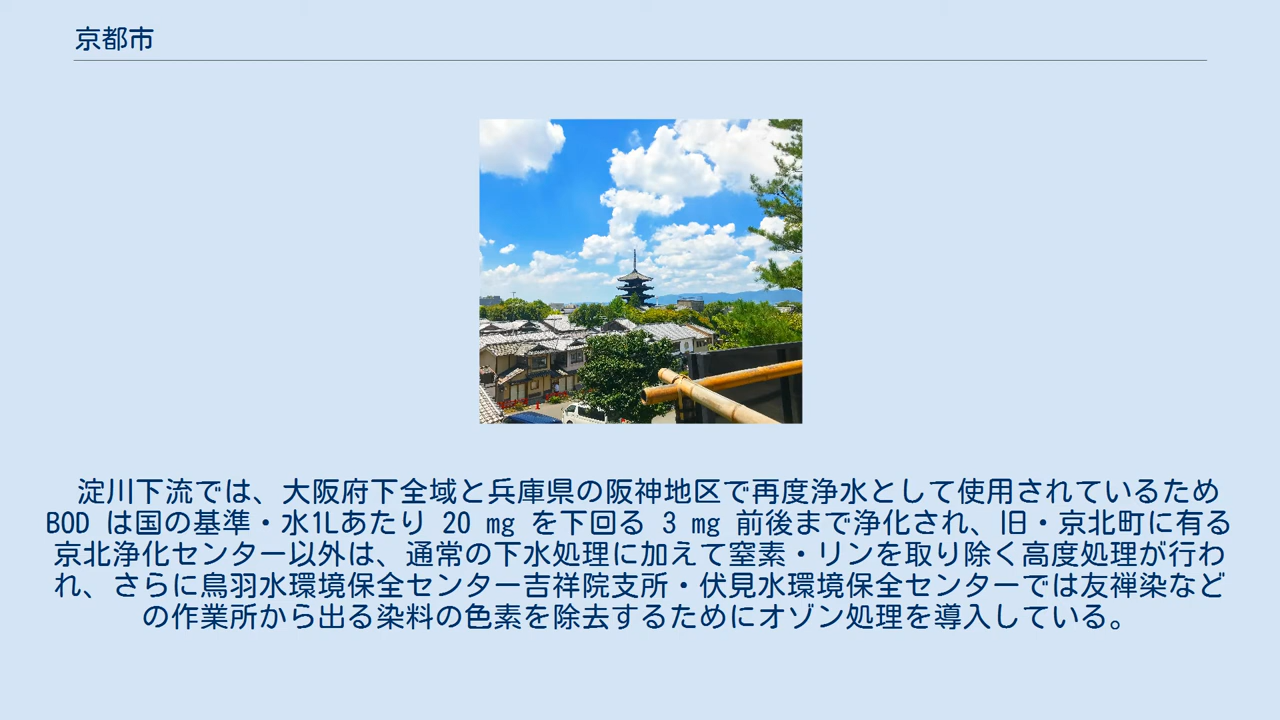 京都市
淀川下流では、大阪府下全域と兵庫県の阪神地区で再度浄水として使用されているため
BOD は国の基準・水1Lあたり 20 mg を下回る 3 mg 前後まで浄化され、旧・京北町に有る
京北浄化センター以外は、通常の下水処理に加えて窒素・リンを取り除く高度処理が行わ
れ、さらに鳥羽水環境保全センター吉祥院支所・伏見水環境保全センターでは友禅染など
の作業所から出る染料の色素を除去するためにオゾン処理を導入している。